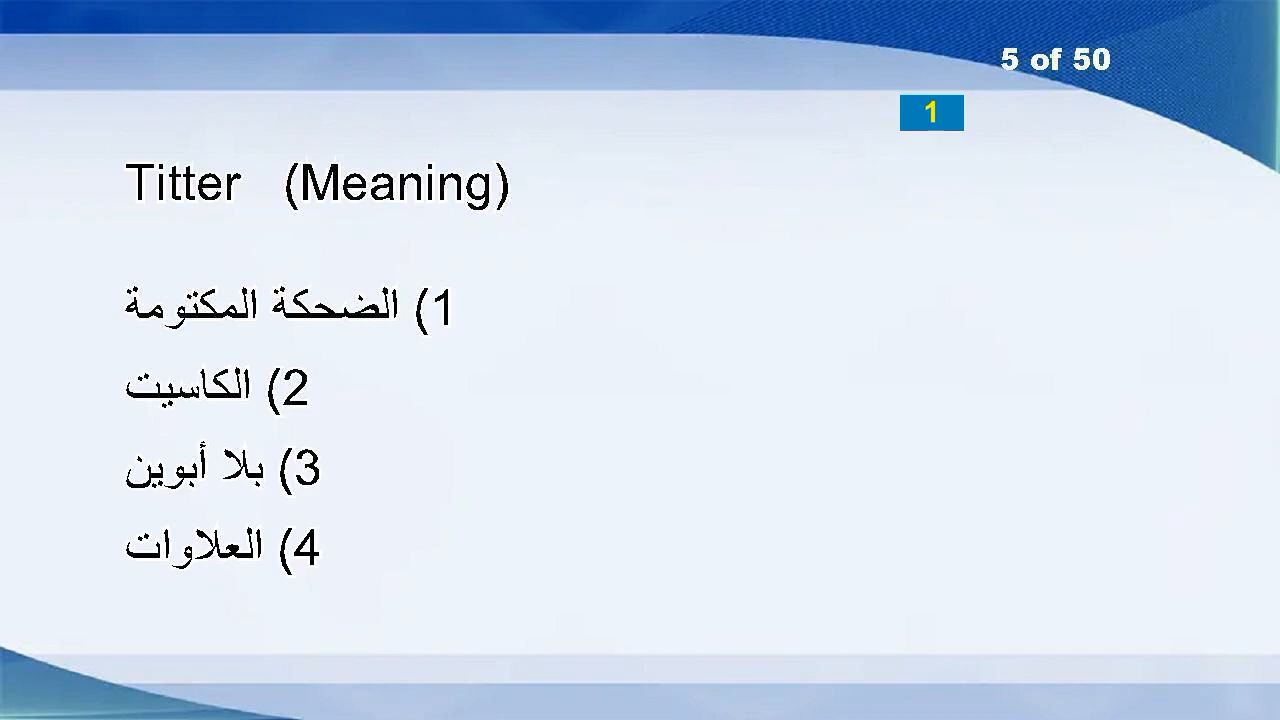 5 of 50
1
Titter (Meaning)
1) الضحكة المكتومة
2) الكاسيت
3) بلا أبوين
4) العلاوات